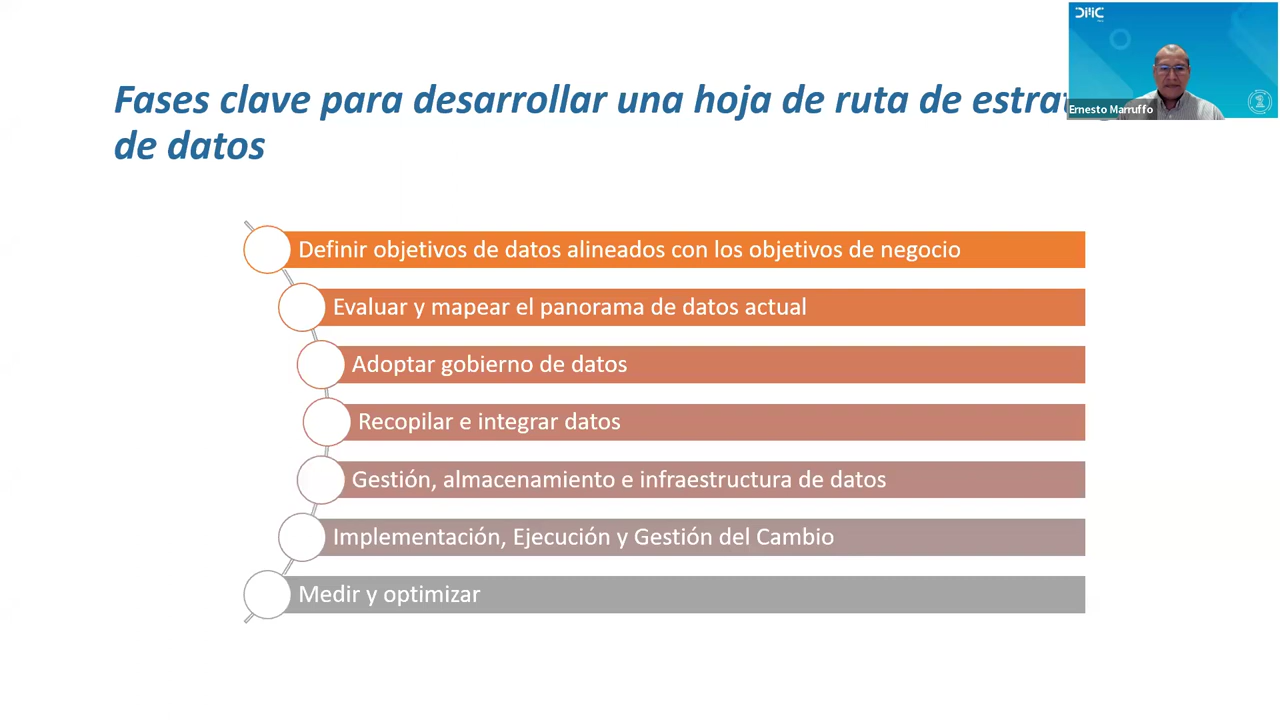 Fases clave para desarrollar una hoja de ruta de
de datos
DMC
Ernesto Marruffo
Definir objetivos de datos alineados con los objetivos de negocio
Evaluar y mapear el panorama de datos actual
Adoptar gobierno de datos
Recopilar e integrar datos
Gestión, almacenamiento e infraestructura de datos
Implementación, Ejecución y Gestión del Cambio
Medir y optimizar